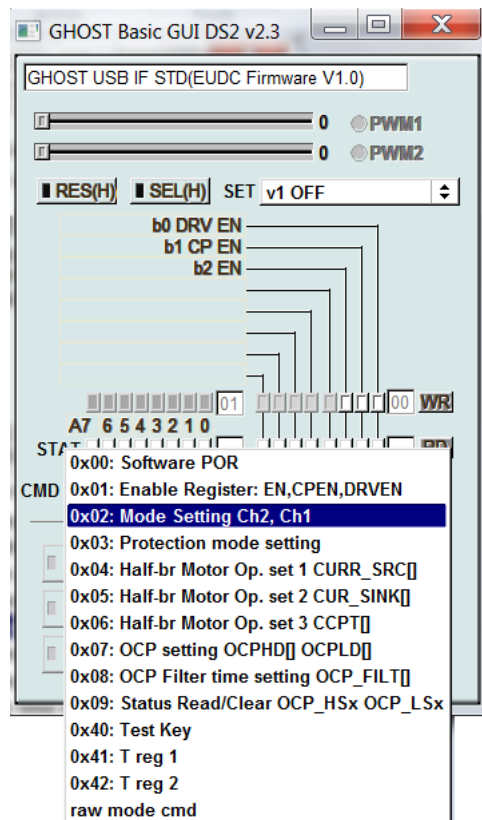 GHOST Basic GUI DS2 v2.3
GHOST USB IF STD(EUDC Firmware V1.0)
0 PWM1
0 PWM2
RES(H) SEL(H) SET v1 OFF
b0 DRV EN
b1 CP EN
b2 EN
01 00 WR
A7 6 5 4 3 2 1 0
STAT RD
CMD
0x00: Software POR
0x01: Enable Register: EN,CPEN,DRVEN
0x02: Mode Setting Ch2, Ch1
0x03: Protection mode setting
0x04: Half-br Motor Op. set 1 CURR_SRC[]
0x05: Half-br Motor Op. set 2 CUR_SINK[]
0x06: Half-br Motor Op. set 3 CCPT[]
0x07: OCP setting OCPHD[] OCPLD[]
0x08: OCP Filter time setting OCP_FILT[]
0x09: Status Read/Clear OCP_HSx OCP_LSx
0x40: Test Key
0x41: T reg 1
0x42: T reg 2
raw mode cmd